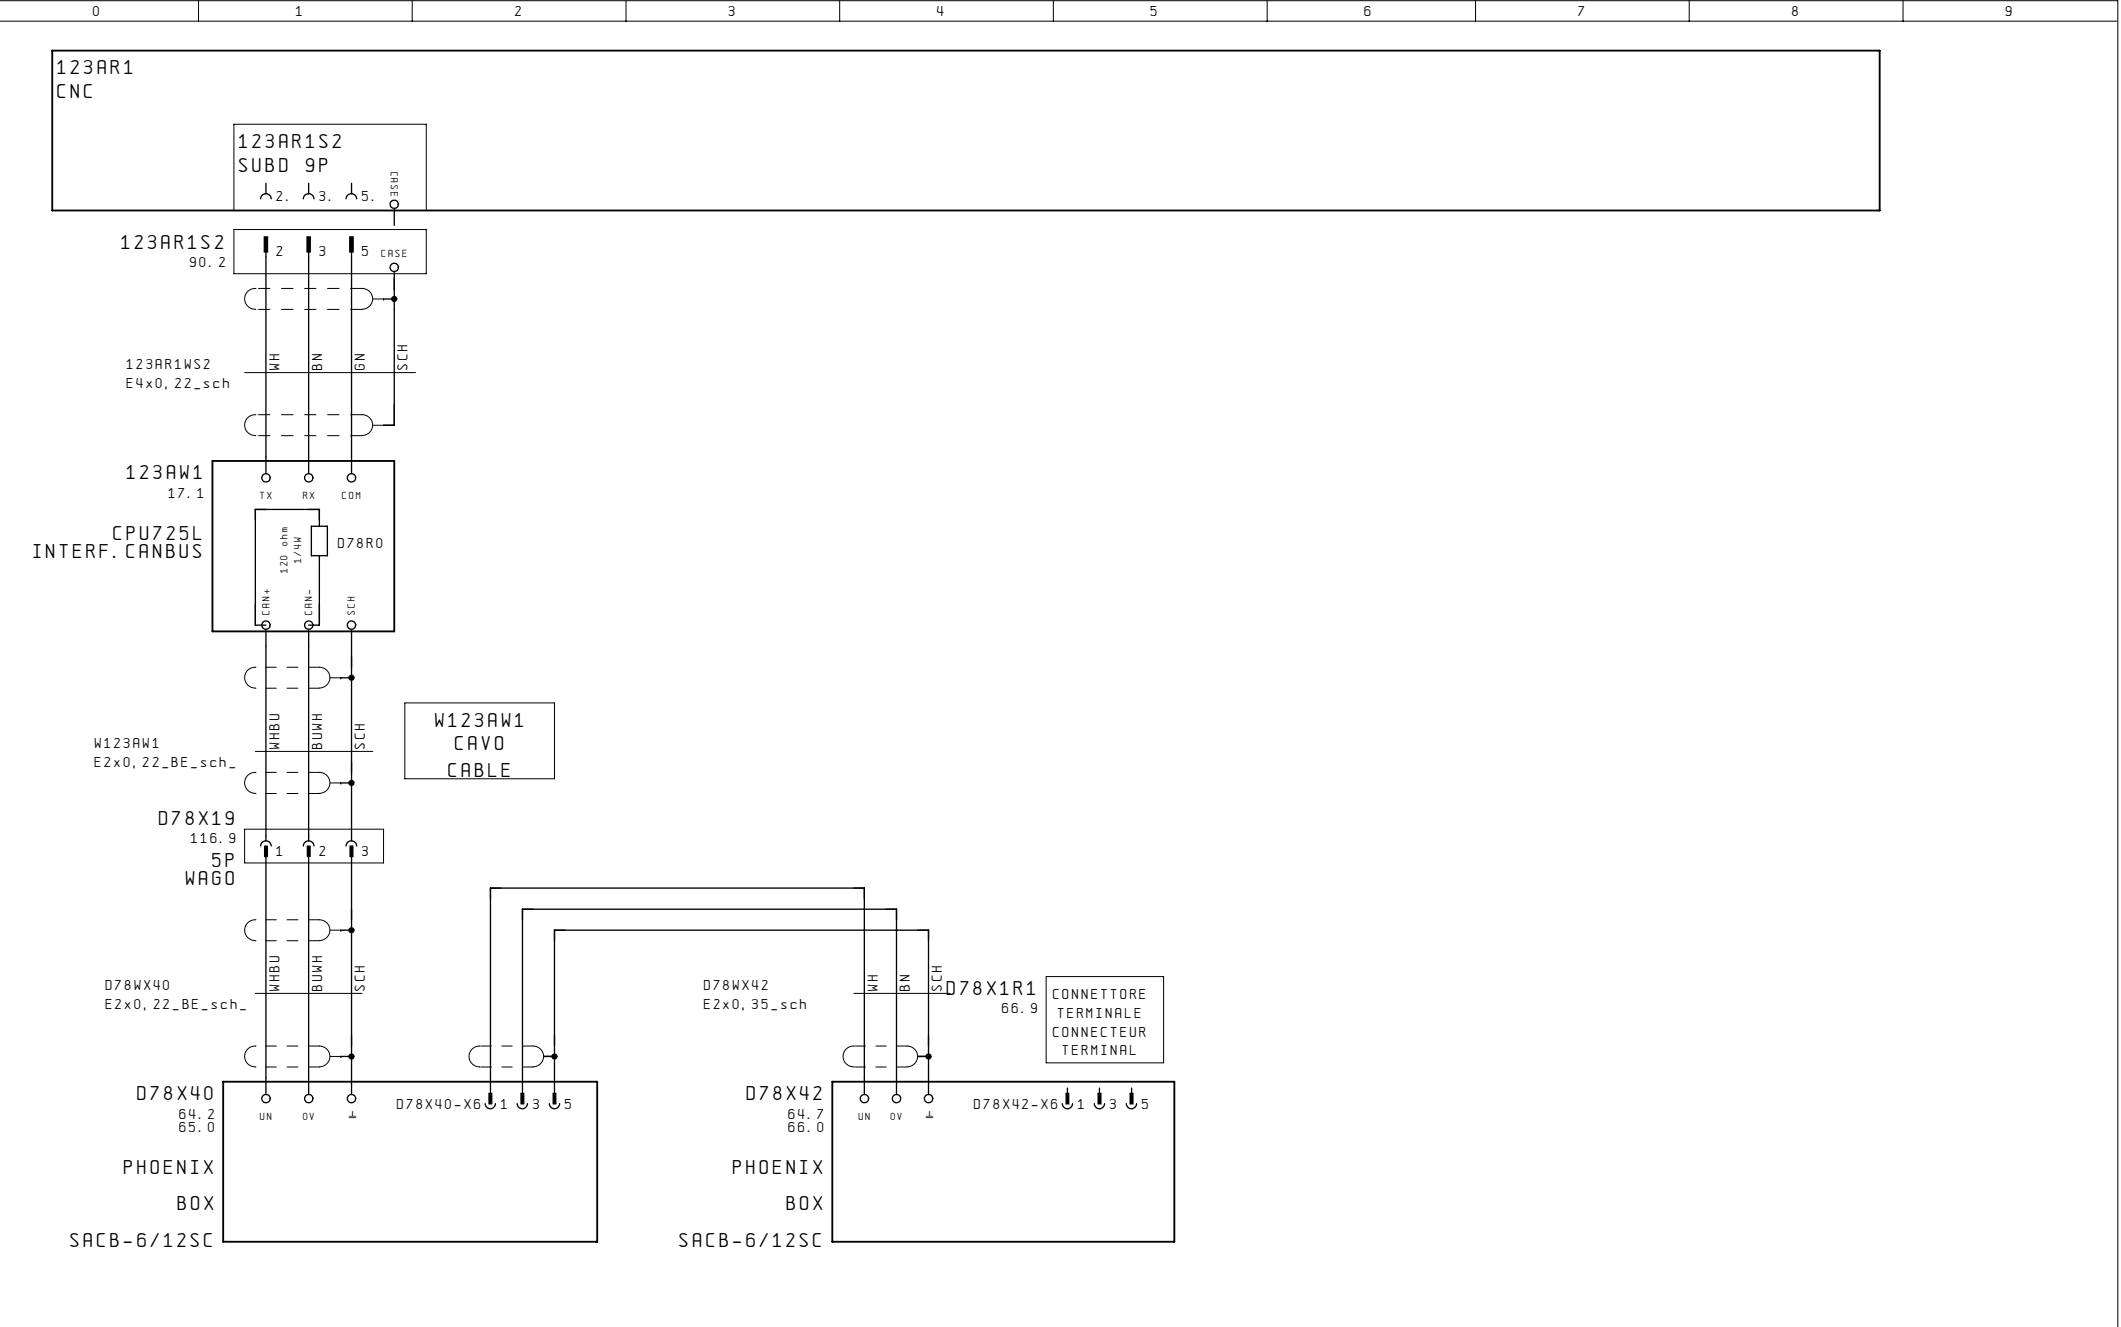 0 1 2 3 4 5 6 7 8 9
123AR1
CNC
123AR1S2
SUBD 9P
CASE
2. 3. 5.
123AR1S2
90.2
2 3 5 CASE
123AR1WS2
E4x0,22_sch
WH BN GN SCH
123AW1
17.1
TX RX COM
CPU725L
INTERF.CANBUS
120 ohm
1/4W
D78R0
CAN+ CAN- SCH
W123AW1
E2x0,22_BE_sch_
WHBU BUWH SCH
W123AW1
CAVO
CABLE
D78X19
116.9
5P
WAGO
1 2 3
D78WX40
E2x0,22_BE_sch_
WHBU BUWH SCH
D78WX42
E2x0,35_sch
WH BN SCH
D78X1R1
66.9
CONNETTORE
TERMINALE
CONNECTEUR
TERMINAL
D78X40
64.2
65.0
UN 0V
D78X40-X6 1 3 5
PHOENIX
BOX
SACB-6/12SC
D78X42
64.7
66.0
UN 0V
D78X42-X6 1 3 5
PHOENIX
BOX
SACB-6/12SC